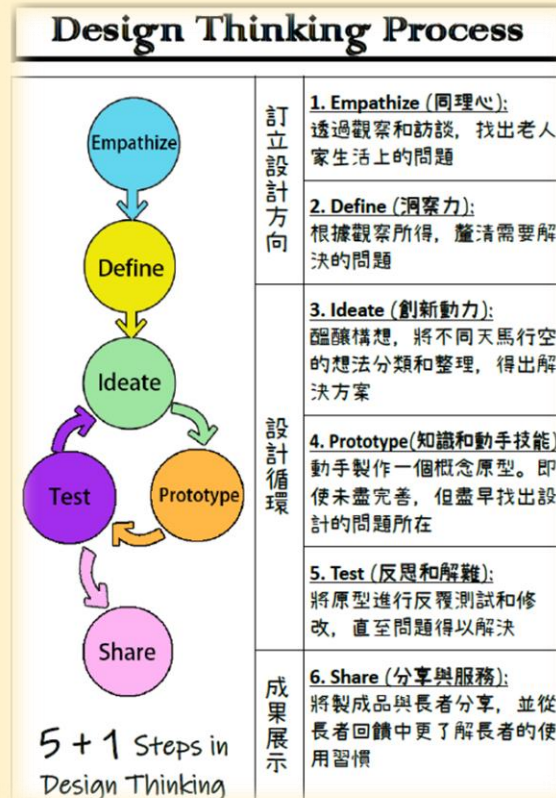 Design Thinking Process
Empathize
Define
Ideate
Test
Prototype
Share
5 + 1 Steps in
Design Thinking
訂立設計方向
1. Empathize (同理心):
透過觀察和訪談，找出老人
家生活上的問題
2. Define (洞察力):
根據觀察所得，釐清需要解
決的問題
設計循環
3. Ideate (創新動力):
醞釀構想，將不同天馬行空
的想法分類和整理，得出解
決方案
4. Prototype(知識和動手技能)
動手製作一個概念原型。即
使未盡完善，但盡早找出設
計的問題所在
5. Test (反思和解難):
將原型進行反覆測試和修
改，直至問題得以解決
成果展示
6. Share (分享與服務):
將製成品與長者分享，並從
長者回饋中更了解長者的使
用習慣